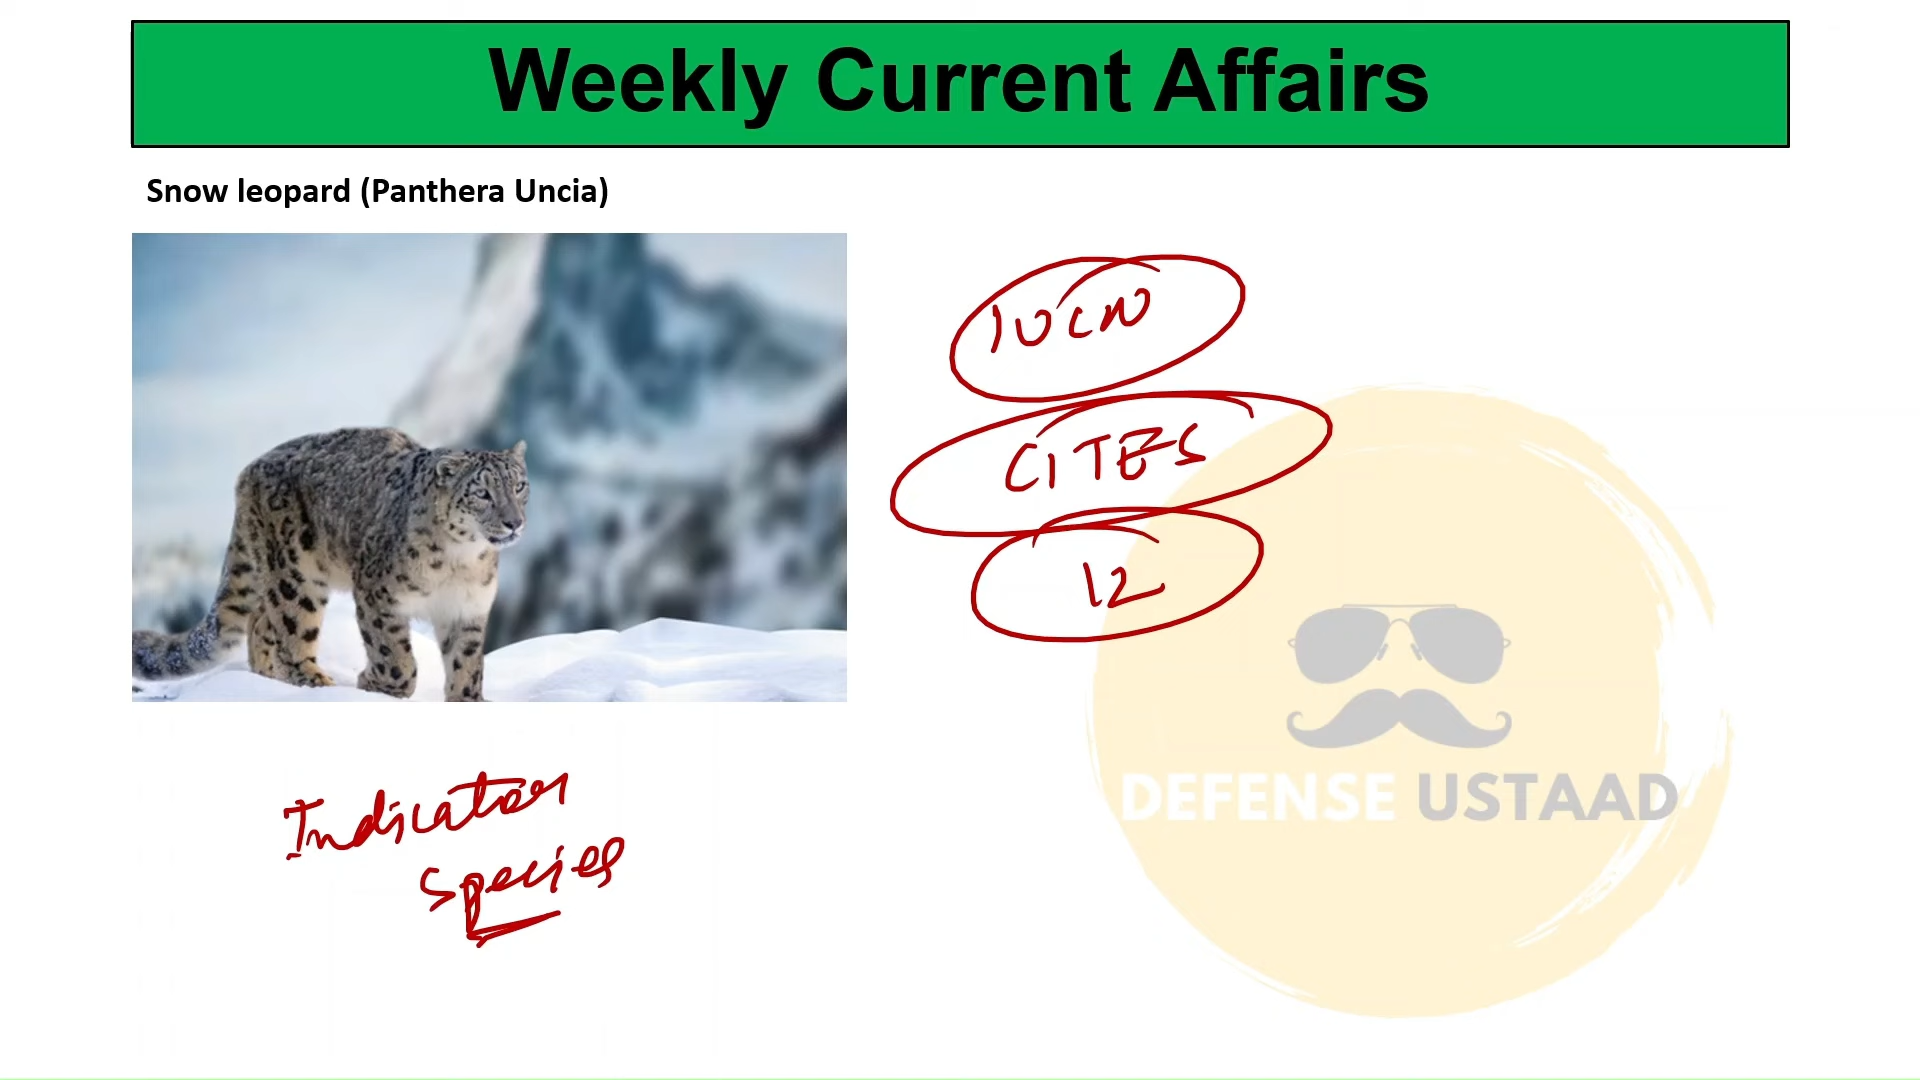 Weekly Current Affairs
Snow leopard (Panthera Uncia)
IUCN
CITES
12
Indicator
Species
DEFENSE USTAAD